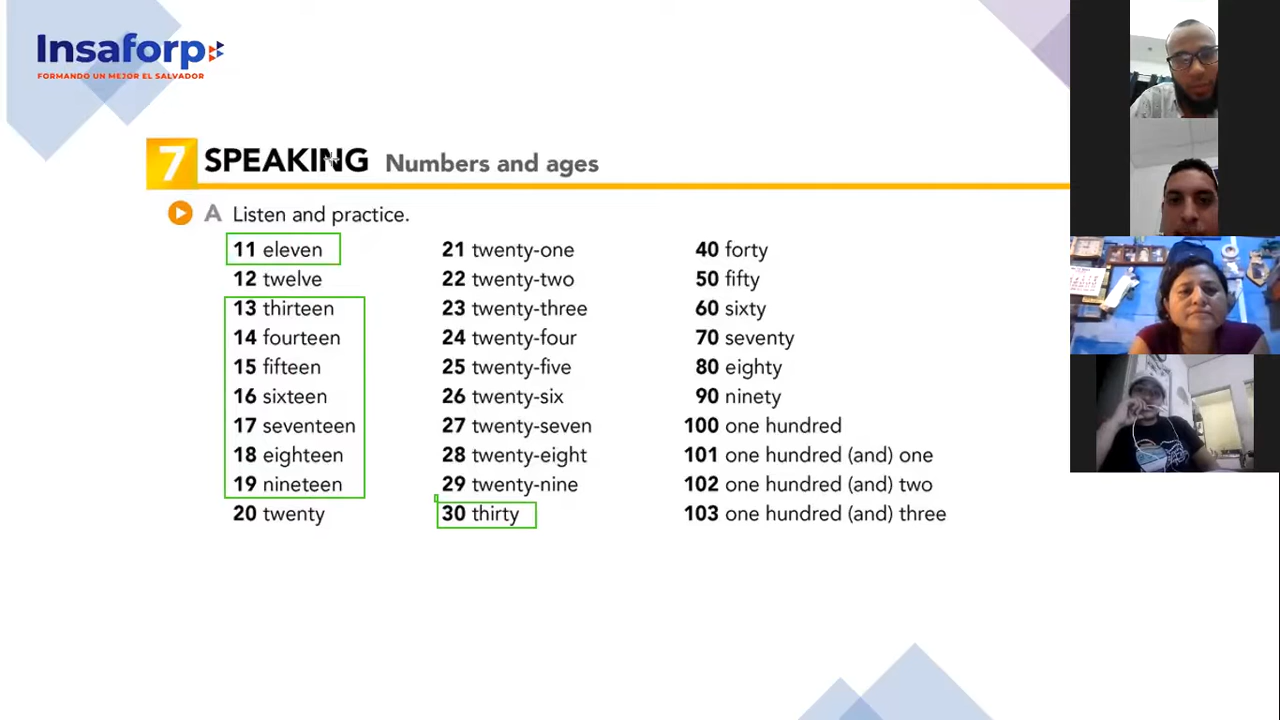 Insaforp
FORMANDO UN MEJOR EL SALVADOR
7 SPEAKING Numbers and ages
A Listen and practice.
11 eleven
12 twelve
13 thirteen
14 fourteen
15 fifteen
16 sixteen
17 seventeen
18 eighteen
19 nineteen
20 twenty
21 twenty-one
22 twenty-two
23 twenty-three
24 twenty-four
25 twenty-five
26 twenty-six
27 twenty-seven
28 twenty-eight
29 twenty-nine
30 thirty
40 forty
50 fifty
60 sixty
70 seventy
80 eighty
90 ninety
100 one hundred
101 one hundred (and) one
102 one hundred (and) two
103 one hundred (and) three